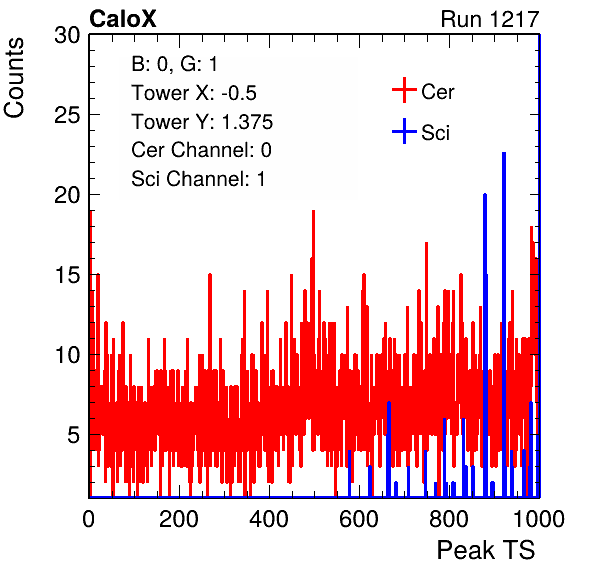 CaloX Run 1217
Counts
30
25
20
15
10
5
B: 0, G: 1
Tower X: -0.5
Tower Y: 1.375
Cer Channel: 0
Sci Channel: 1
Cer
Sci
0 200 400 600 800 1000
Peak TS